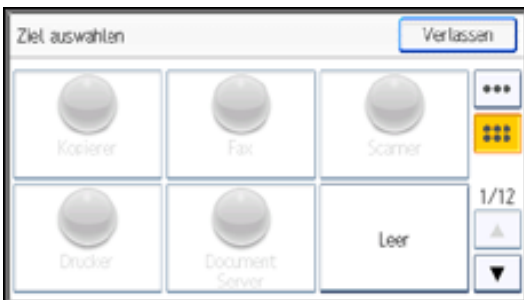 Ziel auswählen
Verlassen
Kopierer
Fax
Scanner
1/12
Drucker
Document
Server
Leer